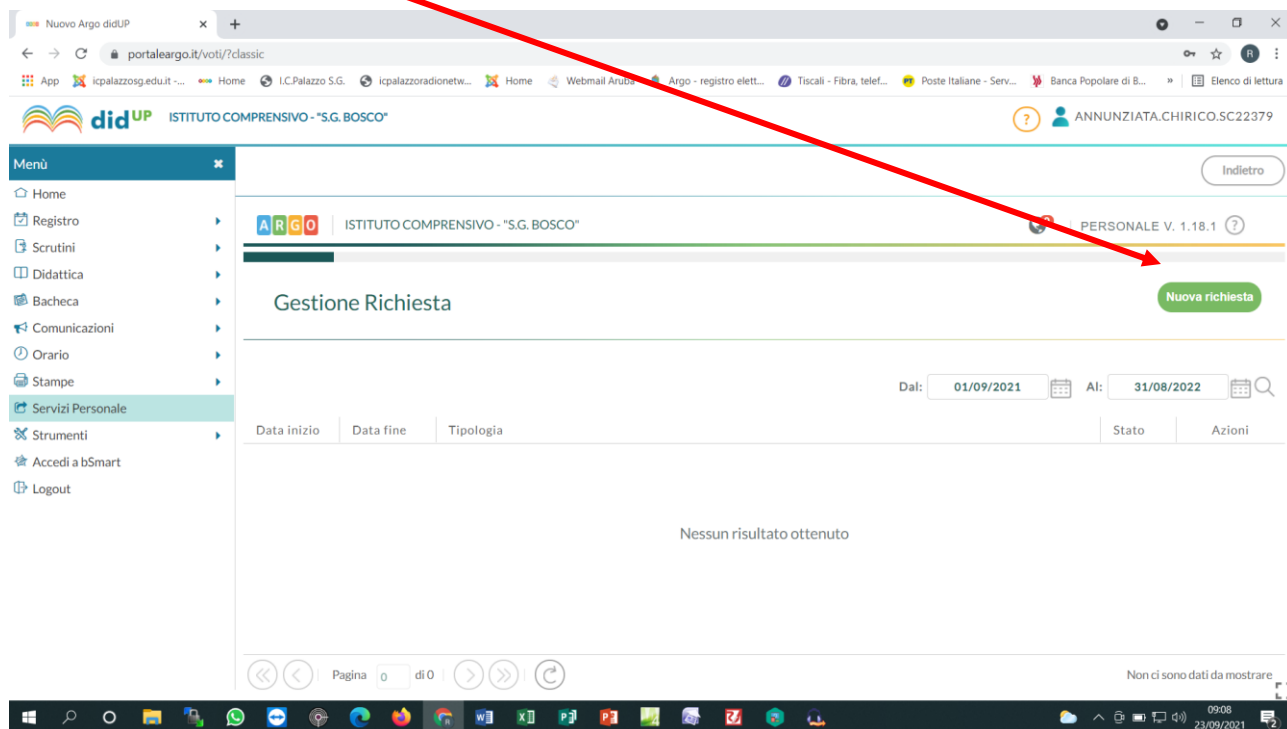 Nuovo Argo didUP
portaleargo.it/voti/?classic
R
App icpalazzosg.edu.it -... Home I.C.Palazzo S.G. icpalazzoradionetw... Home Webmail Aruba Argo - registro elett... Tiscali - Fibra, telef... Poste Italiane - Serv... Banca Popolare di B... » Elenco di lettura
didUP ISTITUTO COMPRENSIVO - "S.G. BOSCO" ? ANNUNZIATA.CHIRICO.SC22379
Menù
Indietro
Home
Registro
Scrutini
Didattica
Bacheca
Comunicazioni
Orario
Stampe
Servizi Personale
Strumenti
Accedi a bSmart
Logout
ARGO ISTITUTO COMPRENSIVO - "S.G. BOSCO" PERSONALE V. 1.18.1 ?
Gestione Richiesta
Nuova richiesta
Dal: 01/09/2021 Al: 31/08/2022
Data inizio Data fine Tipologia Stato Azioni
Nessun risultato ottenuto
Pagina 0 di 0
Non ci sono dati da mostrare
09:08
23/09/2021
2